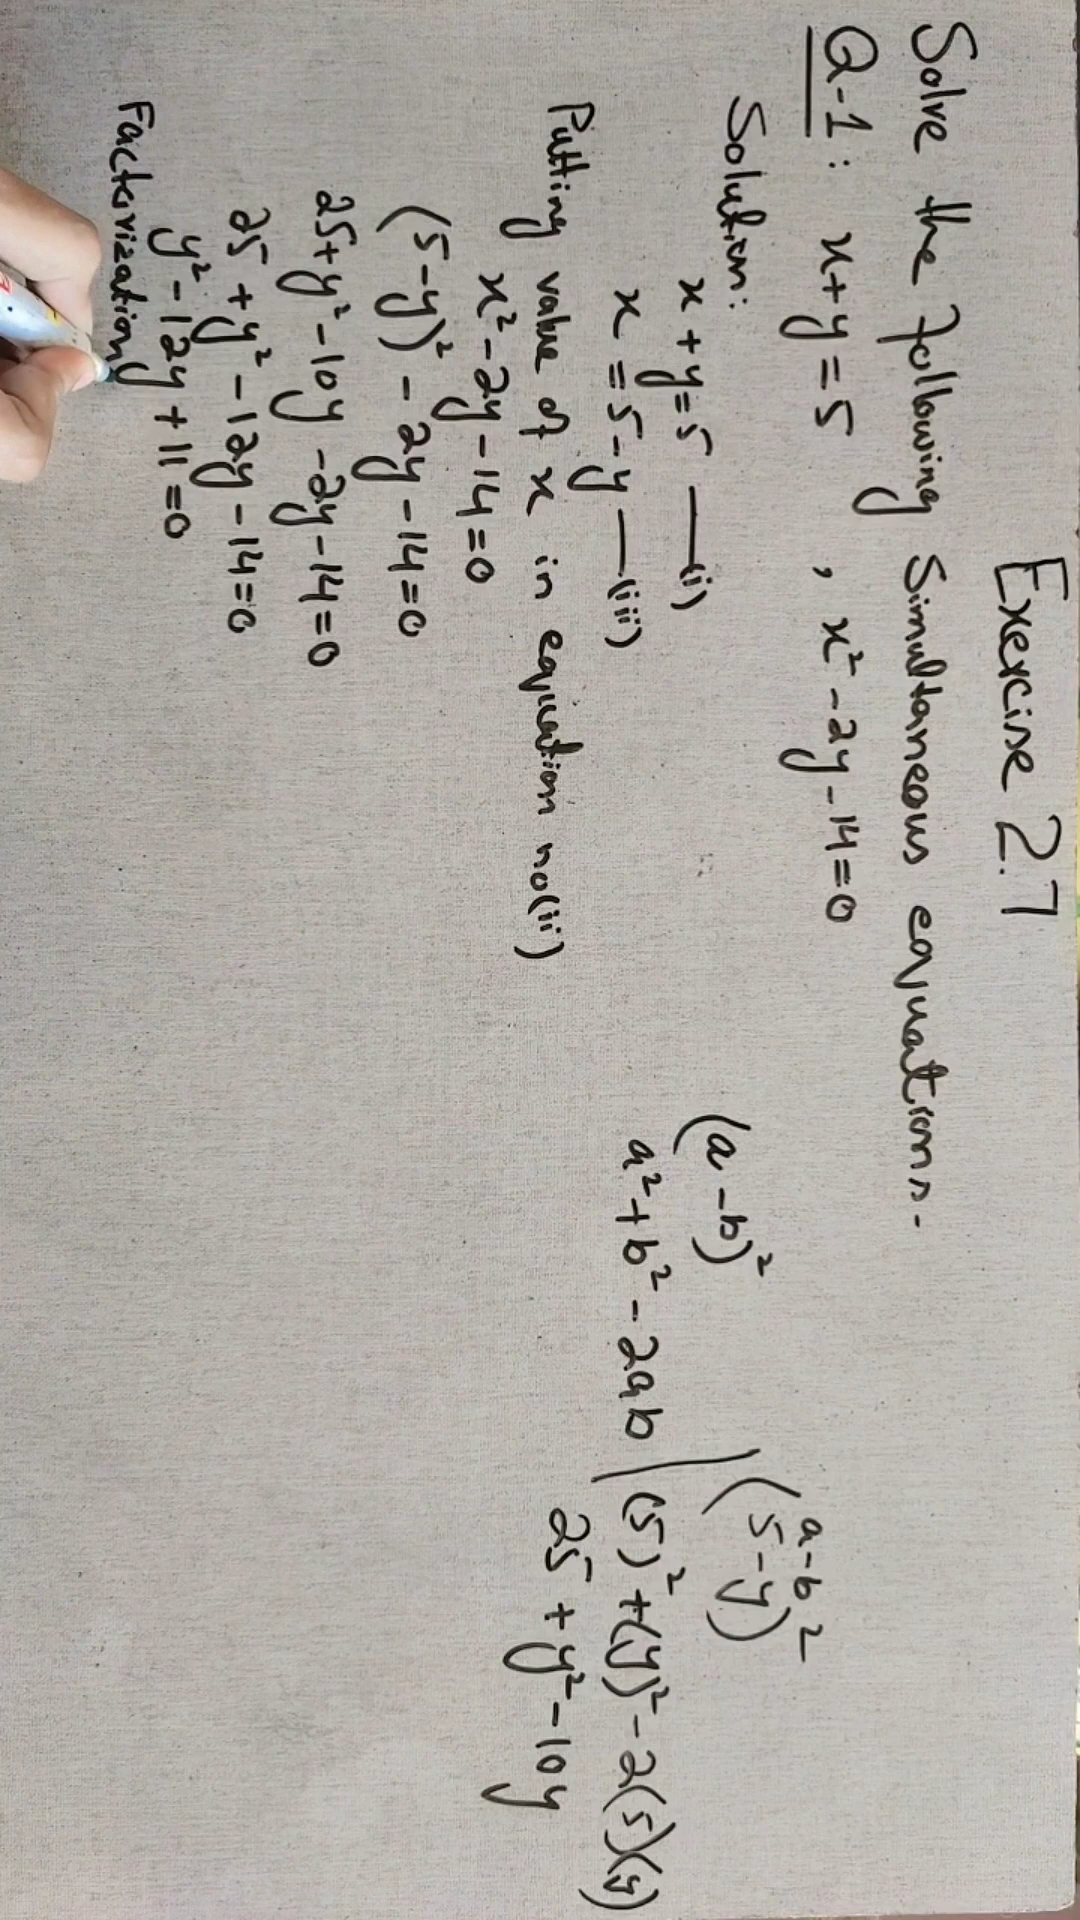 Exercise 2.7
Solve the following Simultaneous equations.
Q-1: x+y=5 , x²-2y-14=0
Solution:
x+y=5 —(i)
x=5-y —(iii)
Putting value of x in equation no(ii)
x²-2y-14=0
(5-y)²-2y-14=0
25+y²-10y-2y-14=0
25+y²-12y-14=0
y²-12y+11=0
Factorization
(a-b)²
a²+b²-2ab
a-b
(5-y)²
(5)²+(y)²-2(5)(y)
25+y²-10y